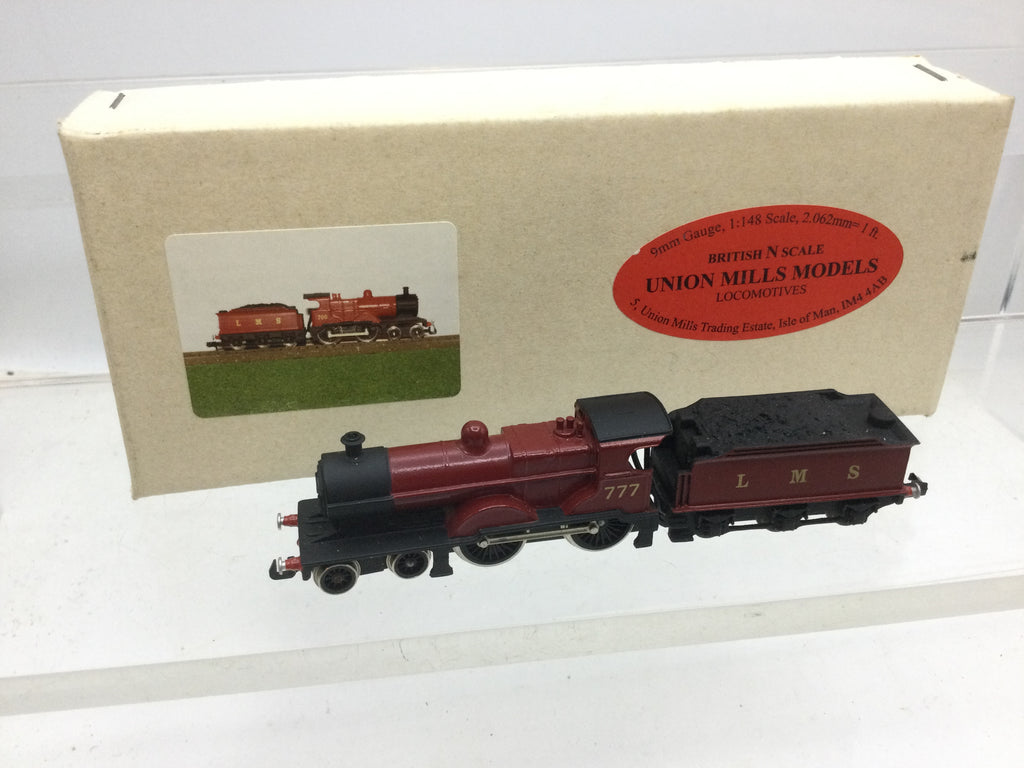 9mm Gauge, 1:148 Scale, 2.062mm= 1 ft.
BRITISH N SCALE
UNION MILLS MODELS
LOCOMOTIVES
5, Union Mills Trading Estate, Isle of Man, IM4 4AB
L M S
700
777
L M S